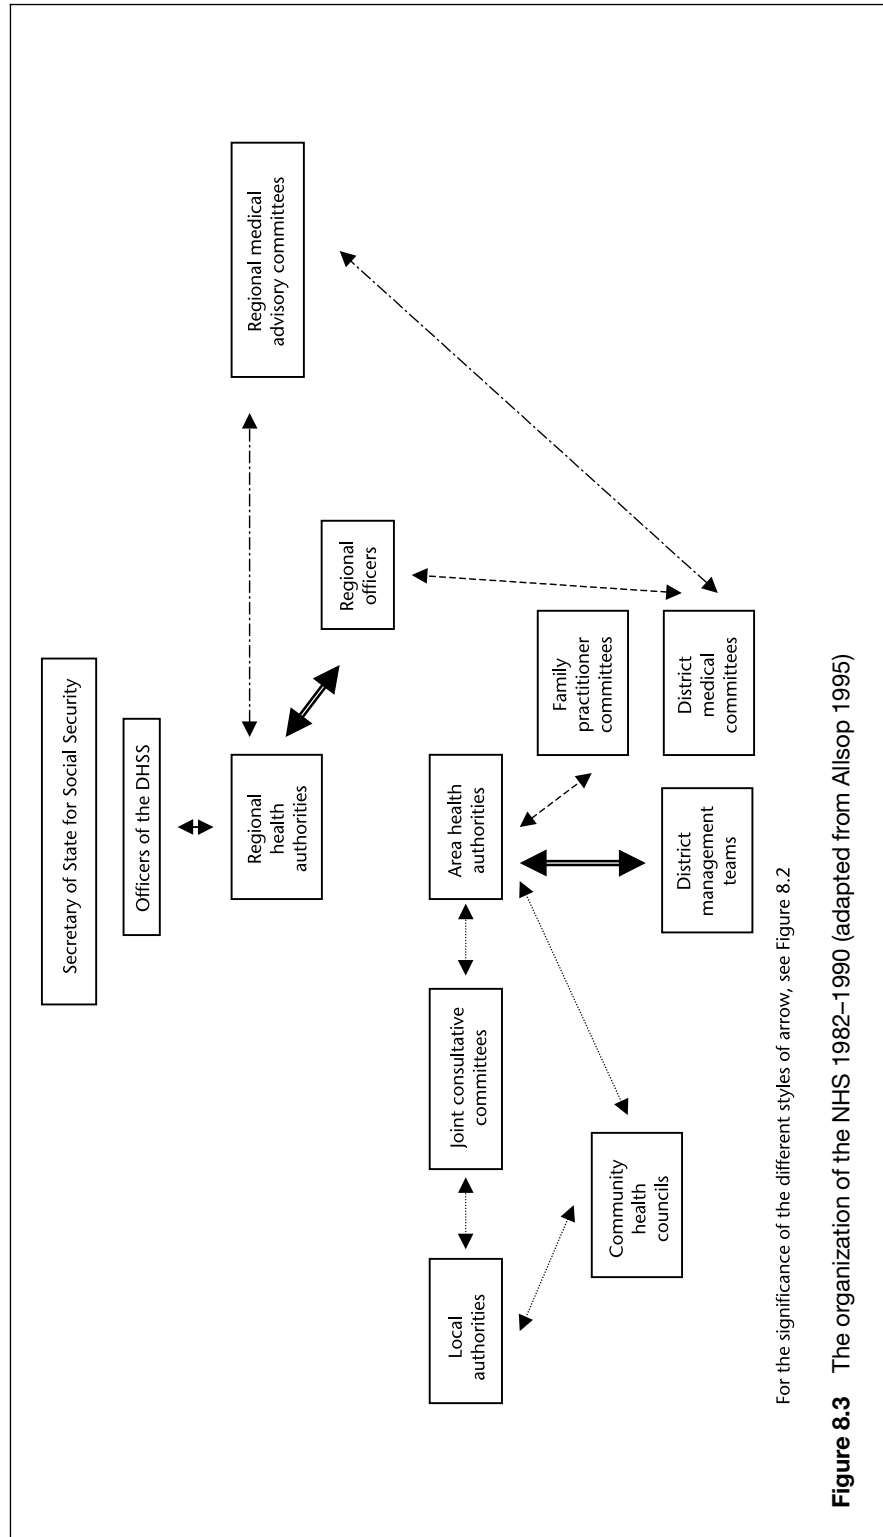 Secretary of State for Social Security
Officers of the DHSS
Regional
health
authorities
Regional medical
advisory committees
Regional
officers
Local
authorities
Joint consultative
committees
Area health
authorities
Family
practitioner
committees
Community
health
councils
District
management
teams
District
medical
committees
For the significance of the different styles of arrow, see Figure 8.2
Figure 8.3 The organization of the NHS 1982–1990 (adapted from Allsop 1995)